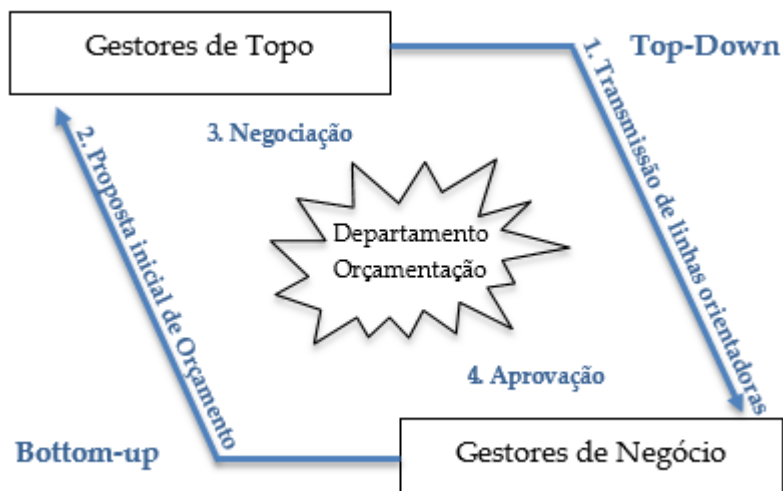 Gestores de Topo
Top-Down
1. Transmissão de linhas orientadoras
2. Proposta inicial de Orçamento
3. Negociação
Departamento
Orçamentação
4. Aprovação
Bottom-up
Gestores de Negócio